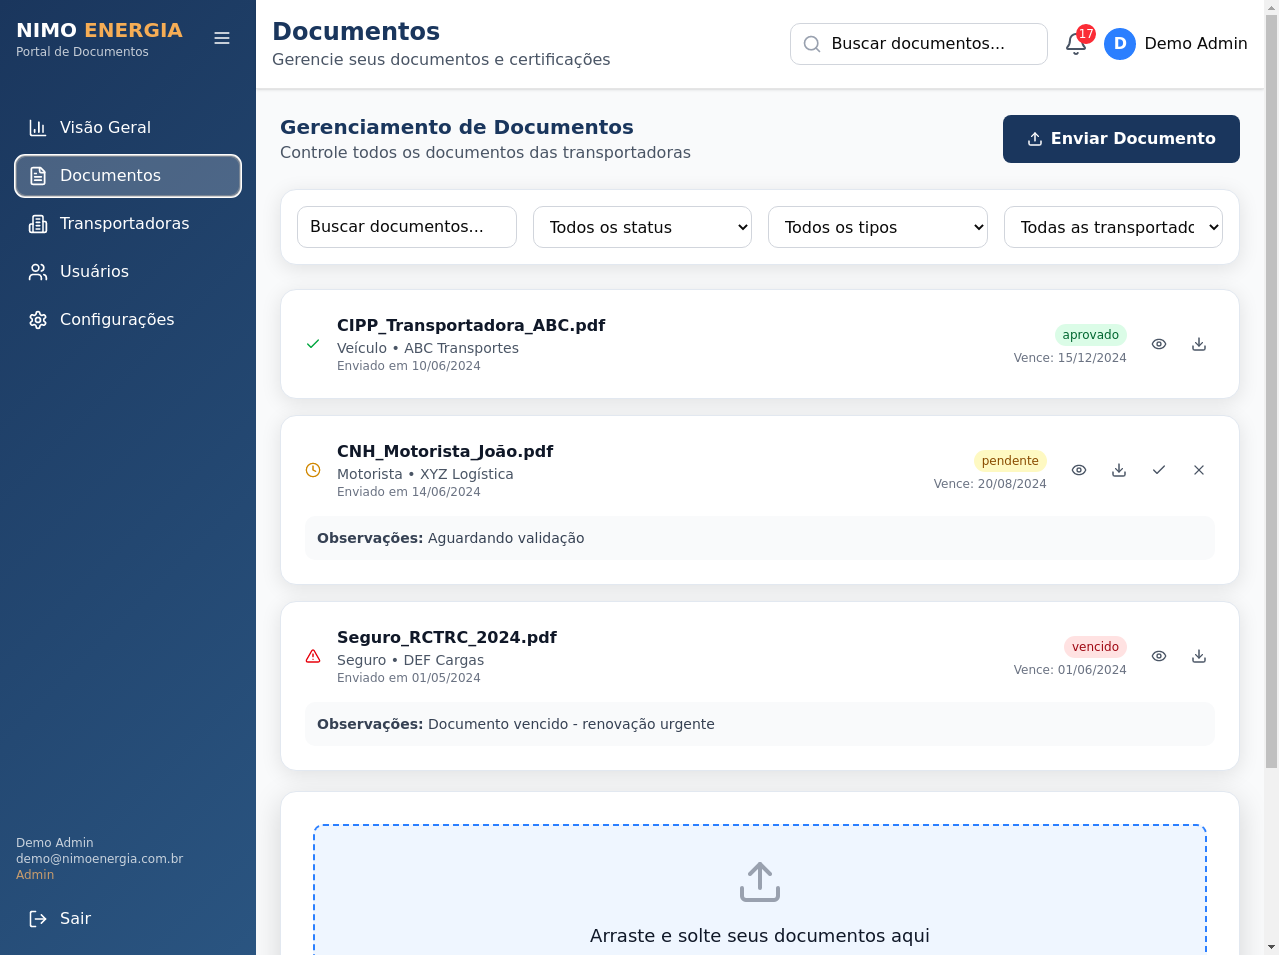 NIMO ENERGIA
Portal de Documentos
Visão Geral
Documentos
Transportadoras
Usuários
Configurações
Demo Admin
demo@nimoenergia.com.br
Admin
Sair
Documentos
Gerencie seus documentos e certificações
Buscar documentos...
17
D
Demo Admin
Gerenciamento de Documentos
Controle todos os documentos das transportadoras
Enviar Documento
Buscar documentos...
Todos os status
Todos os tipos
Todas as transportadc
CIPP_Transportadora_ABC.pdf
Veículo • ABC Transportes
Enviado em 10/06/2024
aprovado
Vence: 15/12/2024
CNH_Motorista_João.pdf
Motorista • XYZ Logística
Enviado em 14/06/2024
pendente
Vence: 20/08/2024
Observações: Aguardando validação
Seguro_RCTRC_2024.pdf
Seguro • DEF Cargas
Enviado em 01/05/2024
vencido
Vence: 01/06/2024
Observações: Documento vencido - renovação urgente
Arraste e solte seus documentos aqui